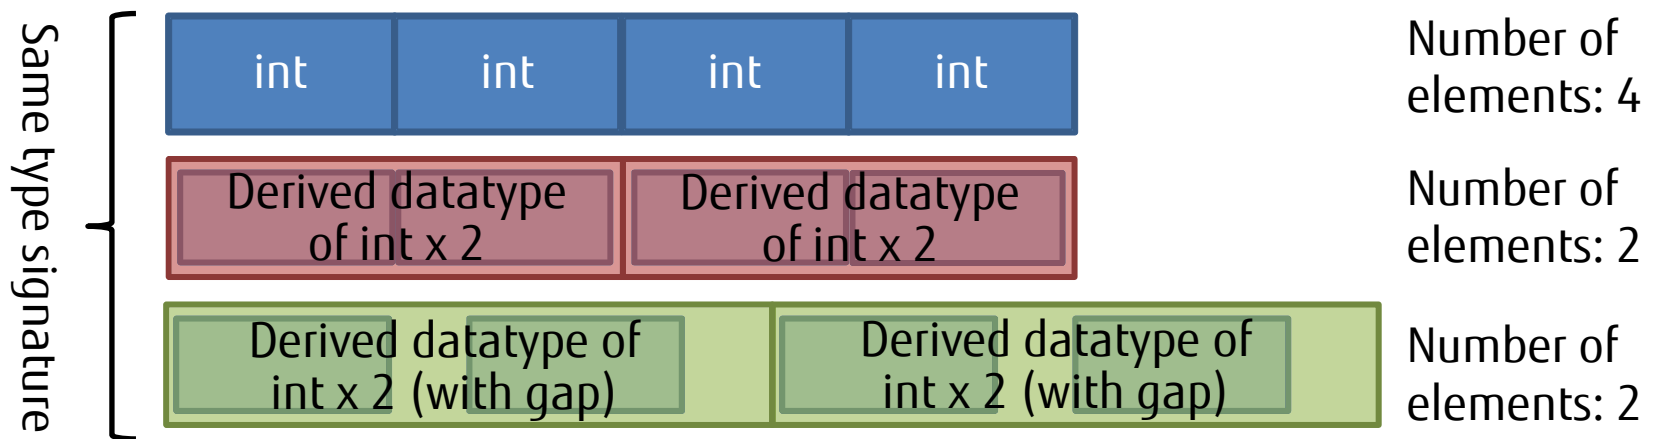 Same type signature
int int int int
Number of
elements: 4
Derived datatype
of int x 2
Derived datatype
of int x 2
Number of
elements: 2
Derived datatype of
int x 2 (with gap)
Derived datatype of
int x 2 (with gap)
Number of
elements: 2